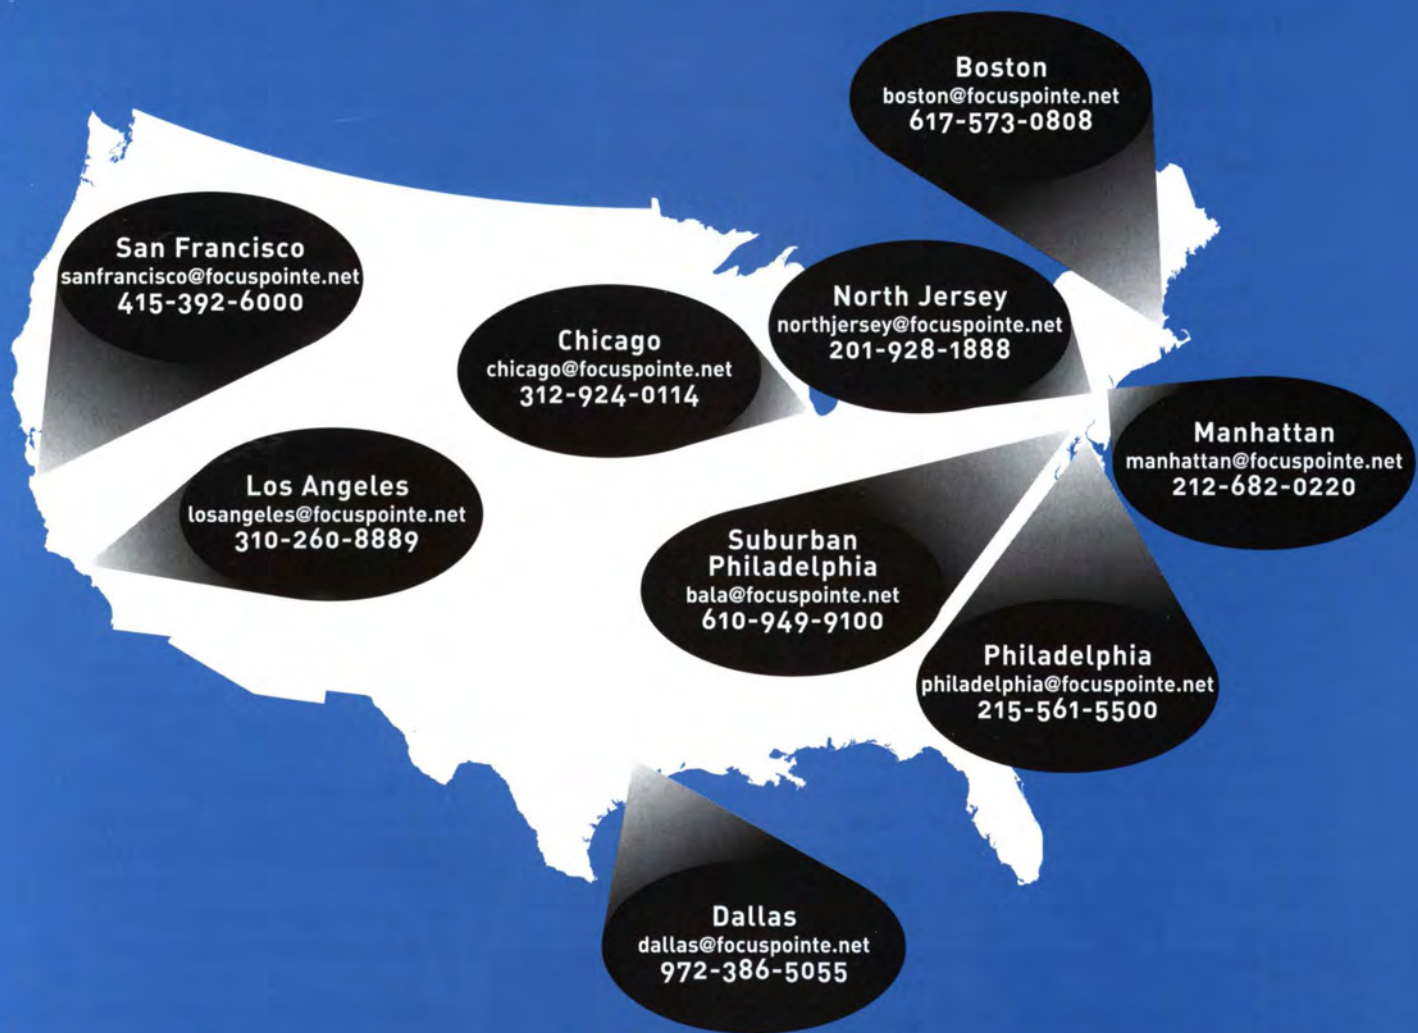 Boston
boston@focuspointe.net
617-573-0808
San Francisco
sanfrancisco@focuspointe.net
415-392-6000
North Jersey
northjersey@focuspointe.net
201-928-1888
Chicago
chicago@focuspointe.net
312-924-0114
Manhattan
manhattan@focuspointe.net
212-682-0220
Los Angeles
losangeles@focuspointe.net
310-260-8889
Suburban
Philadelphia
bala@focuspointe.net
610-949-9100
Philadelphia
philadelphia@focuspointe.net
215-561-5500
Dallas
dallas@focuspointe.net
972-386-5055